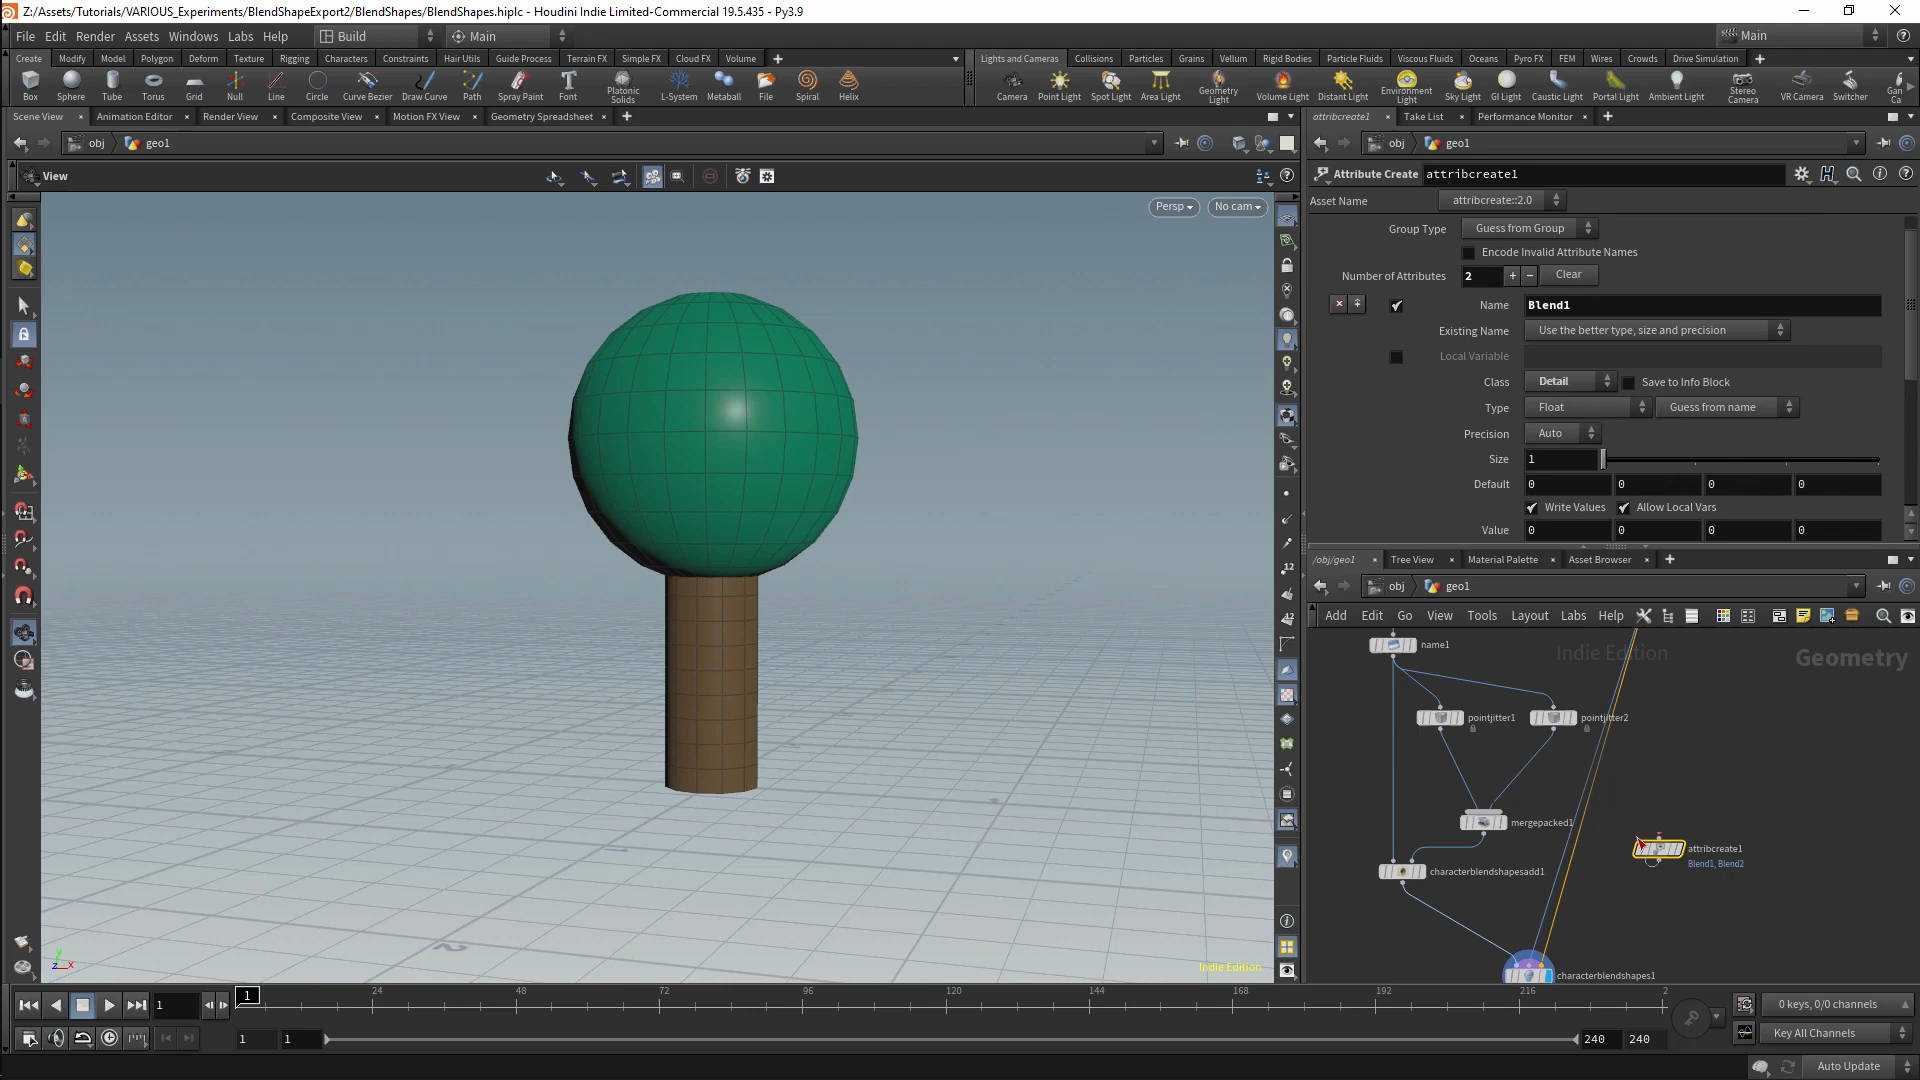 Z:/Assets/Tutorials/VARIOUS_Experiments/BlendShapeExport2/BlendShapes/BlendShapes.hiplc - Houdini Indie Limited-Commercial 19.5.435 - Py3.9
File Edit Render Assets Windows Labs Help Build Main Main
Create Modify Model Polygon Deform Texture Rigging Characters Constraints Hair Utils Guide Process Terrain FX Simple FX Cloud FX Volume
Lights and Cameras Collisions Particles Grains Vellum Rigid Bodies Particle Fluids Viscous Fluids Oceans Pyro FX FEM Wires Crowds Drive Simulation
Box Sphere Tube Torus Grid Null Line Circle Curve Bezier Draw Curve Path Spray Paint Font Platonic Solids L-System Metaball File Spiral Helix
Camera Point Light Spot Light Area Light Geometry Light Volume Light Distant Light Environment Light Sky Light GI Light Caustic Light Portal Light Ambient Light Stereo Camera VR Camera Switcher Gan Ca
Scene View Animation Editor Render View Composite View Motion FX View Geometry Spreadsheet
attribcreate1 Take List Performance Monitor
obj geo1
obj geo1
View
Persp No cam
Attribute Create attribcreate1
Asset Name attribcreate::2.0
Group Type Guess from Group
Encode Invalid Attribute Names
Number of Attributes 2 + − Clear
Name Blend1
Existing Name Use the better type, size and precision
Local Variable
Class Detail Save to Info Block
Type Float Guess from name
Precision Auto
Size 1
Default 0 0 0 0
Write Values Allow Local Vars
Value 0 0 0 0
/obj/geo1 Tree View Material Palette Asset Browser
obj geo1
Add Edit Go View Tools Layout Labs Help
Indie Edition
Geometry
name1
pointjitter1
pointjitter2
mergepacked1
attribcreate1
Blend1, Blend2
characterblendshapesadd1
characterblendshapes1
Indie Edition
y
z x
2
12
12
1
1 24 48 72 96 120 144 168 192 216 2
1 1 240 240
0 keys, 0/0 channels
Key All Channels
Auto Update